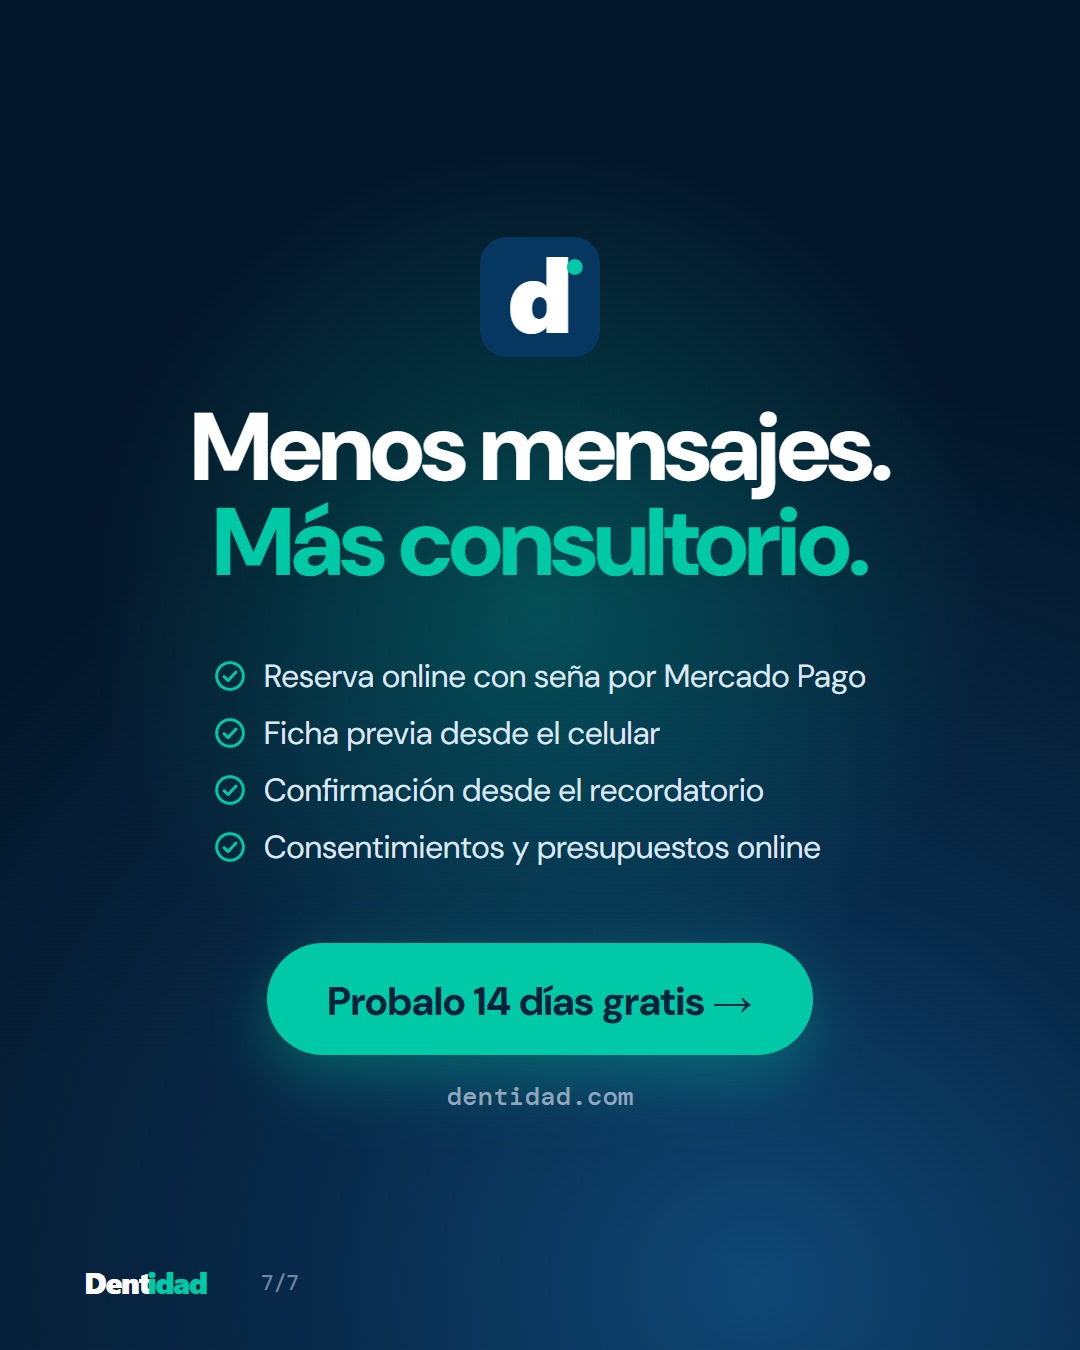 d
Menos mensajes.
Más consultorio.
Reserva online con seña por Mercado Pago
Ficha previa desde el celular
Confirmación desde el recordatorio
Consentimientos y presupuestos online
Probalo 14 días gratis →
dentidad.com
Dentidad 7/7